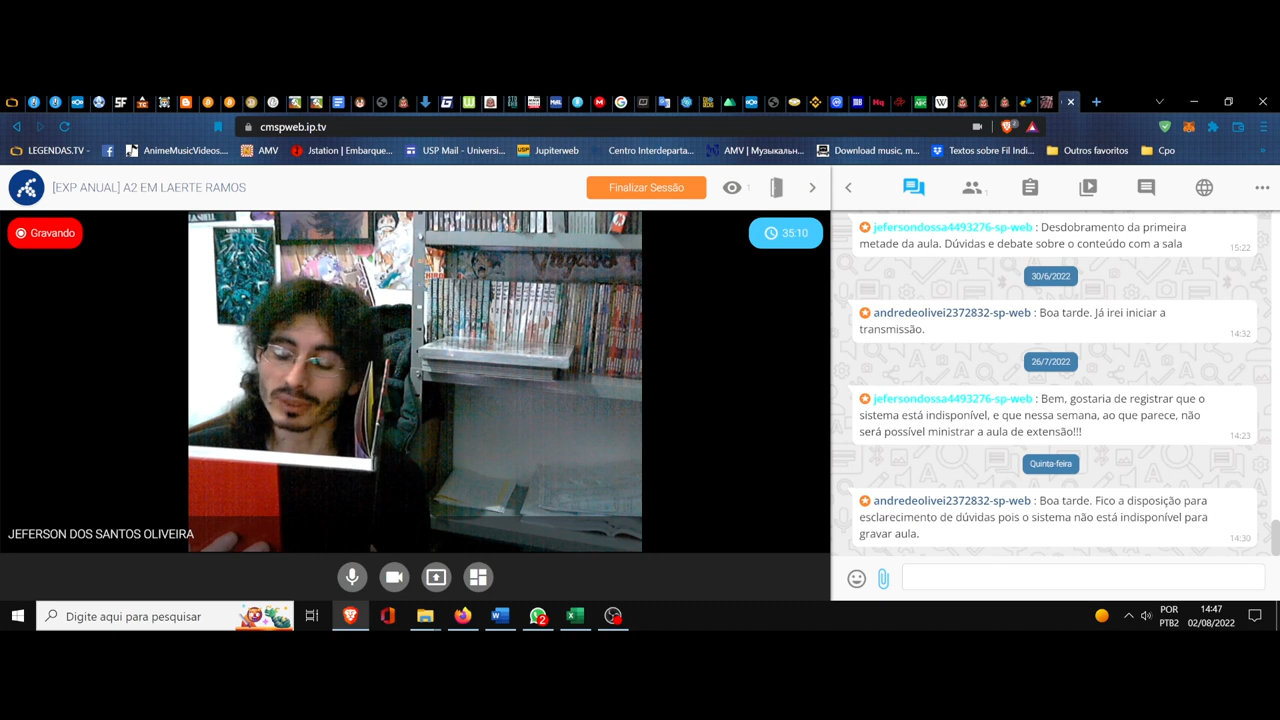 cmspweb.ip.tv
2
LEGENDAS.TV -
AnimeMusicVideos...
AMV
Jstation | Embarque...
USP Mail - Universi...
Jupiterweb
Centro Interdeparta...
AMV | Музыкальн...
Download music, m...
Textos sobre Fil Indi...
Outros favoritos
Cpo
[EXP ANUAL] A2 EM LAERTE RAMOS
Finalizar Sessão
1
1
Gravando
35:10
JEFERSON DOS SANTOS OLIVEIRA
jefersondossa4493276-sp-web : Desdobramento da primeira
metade da aula. Dúvidas e debate sobre o conteúdo com a sala
15:22
30/6/2022
andredeolivei2372832-sp-web : Boa tarde. Já irei iniciar a
transmissão.
14:32
26/7/2022
jefersondossa4493276-sp-web : Bem, gostaria de registrar que o
sistema está indisponível, e que nessa semana, ao que parece, não
será possível ministrar a aula de extensão!!!
14:23
Quinta-feira
andredeolivei2372832-sp-web : Boa tarde. Fico a disposição para
esclarecimento de dúvidas pois o sistema não está indisponível para
gravar aula.
14:30
Digite aqui para pesquisar
2
POR
PTB2
14:47
02/08/2022